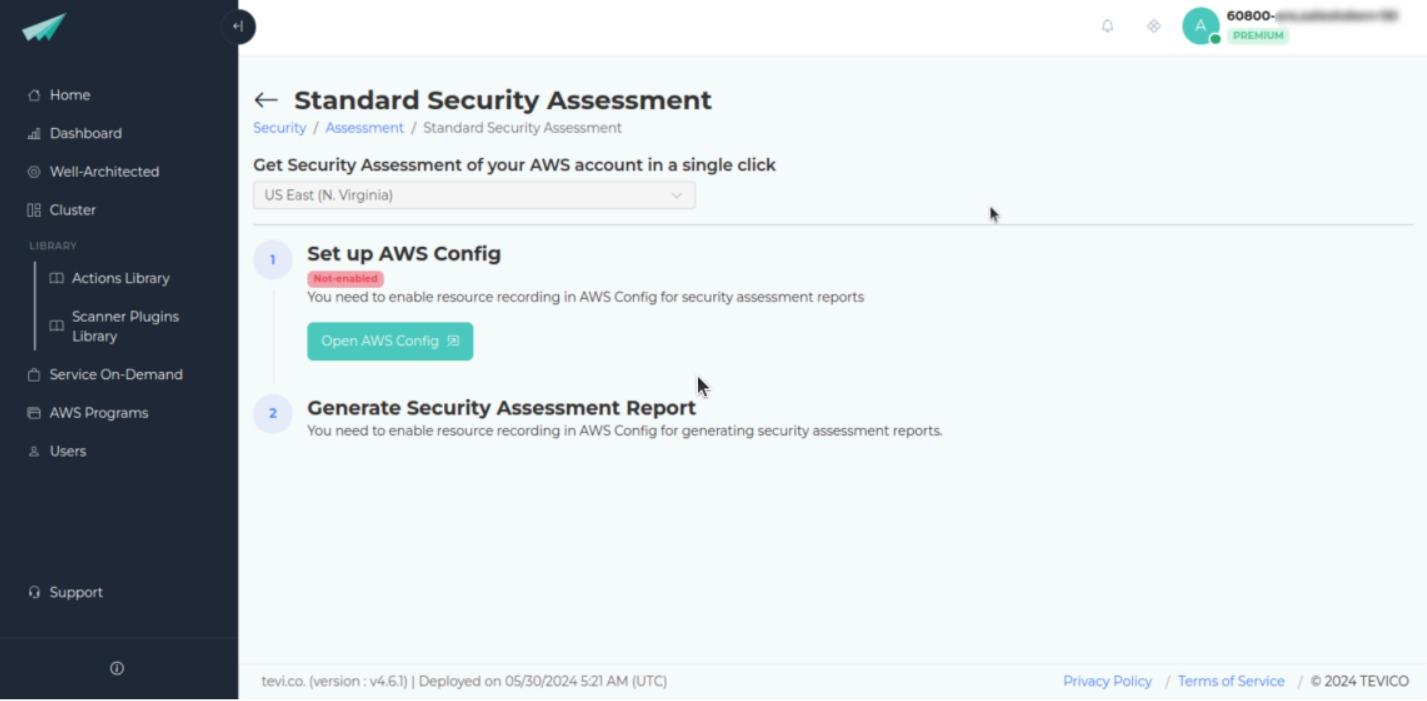 60800-
A
PREMIUM
Home
Dashboard
Well-Architected
Cluster
LIBRARY
Actions Library
Scanner Plugins
Library
Service On-Demand
AWS Programs
Users
Support
Standard Security Assessment
Security / Assessment / Standard Security Assessment
Get Security Assessment of your AWS account in a single click
US East (N. Virginia)
1
Set up AWS Config
Not-enabled
You need to enable resource recording in AWS Config for security assessment reports
Open AWS Config
2
Generate Security Assessment Report
You need to enable resource recording in AWS Config for generating security assessment reports.
tevi.co. (version : v4.6.1) | Deployed on 05/30/2024 5:21 AM (UTC)
Privacy Policy / Terms of Service / © 2024 TEVICO